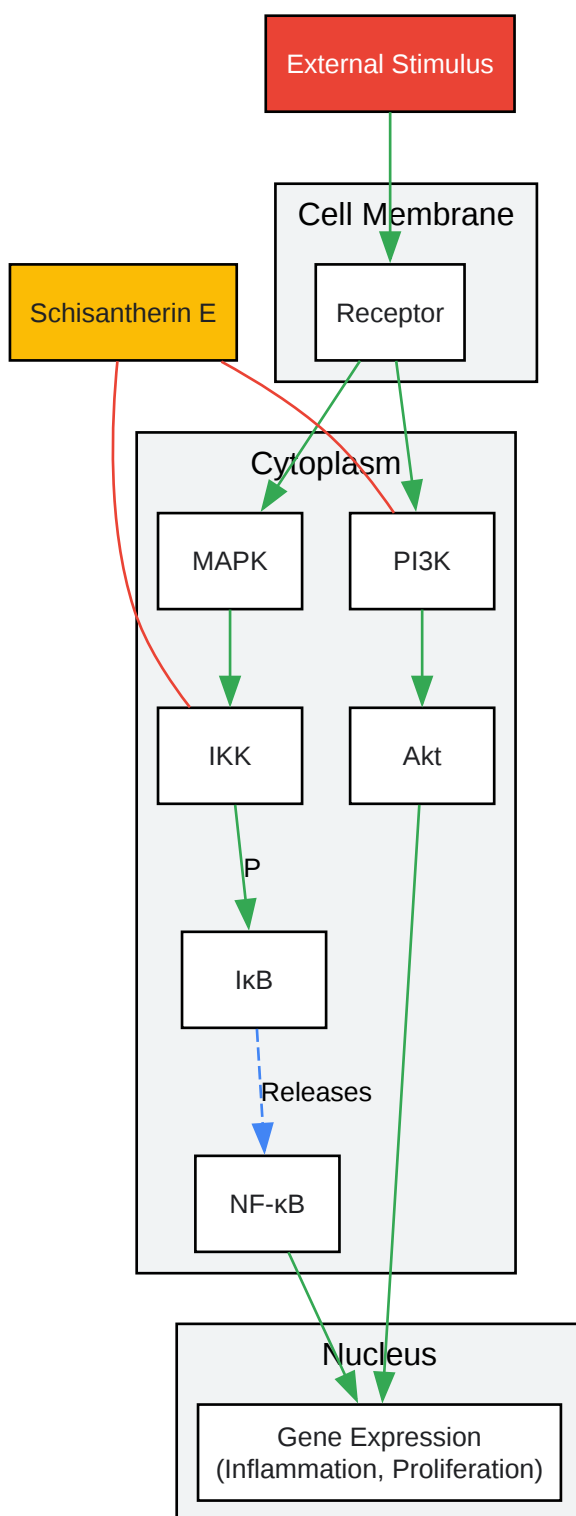 External Stimulus
Cell Membrane
Schisantherin E
Receptor
Cytoplasm
MAPK
PI3K
IKK
Akt
P
IκB
Releases
NF-κB
Nucleus
Gene Expression
(Inflammation, Proliferation)